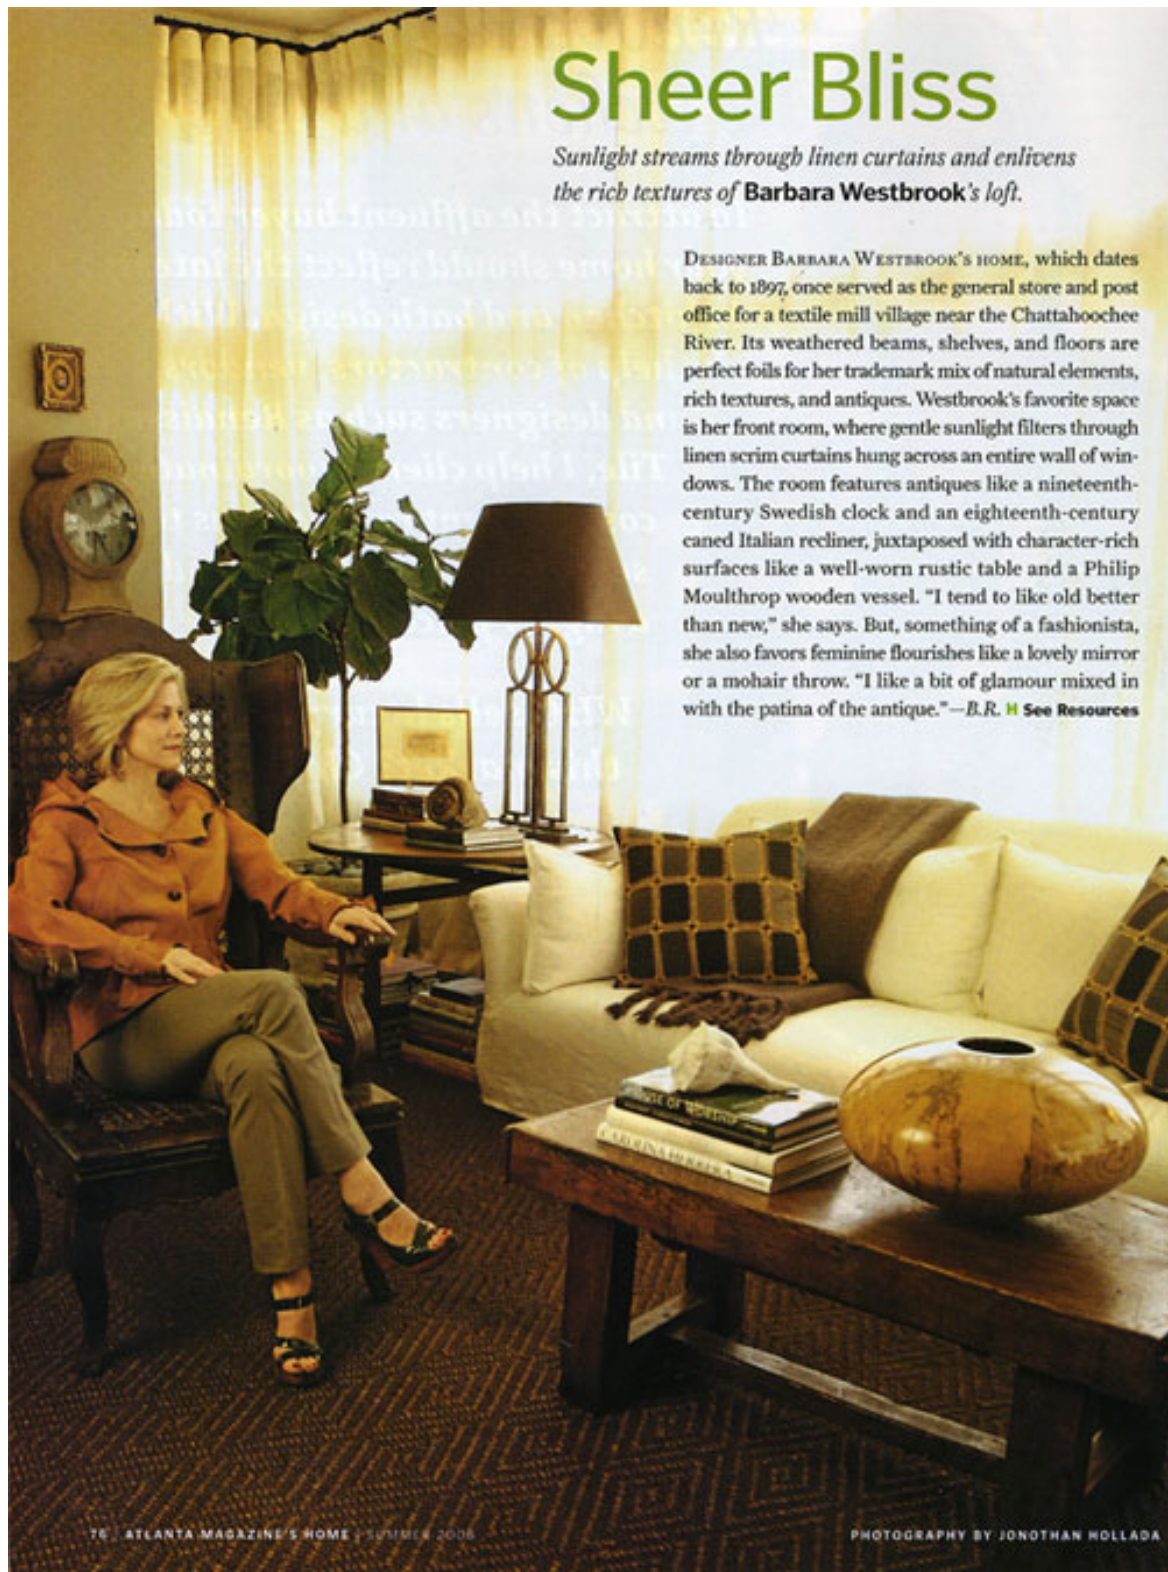 Sheer Bliss
Sunlight streams through linen curtains and enlivens
the rich textures of Barbara Westbrook's loft.
DESIGNER BARBARA WESTBROOK'S HOME, which dates
back to 1897, once served as the general store and post
office for a textile mill village near the Chattahoochee
River. Its weathered beams, shelves, and floors are
perfect foils for her trademark mix of natural elements,
rich textures, and antiques. Westbrook's favorite space
is her front room, where gentle sunlight filters through
linen scrim curtains hung across an entire wall of win-
dows. The room features antiques like a nineteenth-
century Swedish clock and an eighteenth-century
caned Italian recliner, juxtaposed with character-rich
surfaces like a well-worn rustic table and a Philip
Moulthrop wooden vessel. "I tend to like old better
than new," she says. But, something of a fashionista,
she also favors feminine flourishes like a lovely mirror
or a mohair throw. "I like a bit of glamour mixed in
with the patina of the antique."—B.R. H See Resources
HOUSE OF WORSHIP
CAROLINA HERRERA
76 | ATLANTA MAGAZINE'S HOME | SUMMER 2006
PHOTOGRAPHY BY JONOTHAN HOLLADA